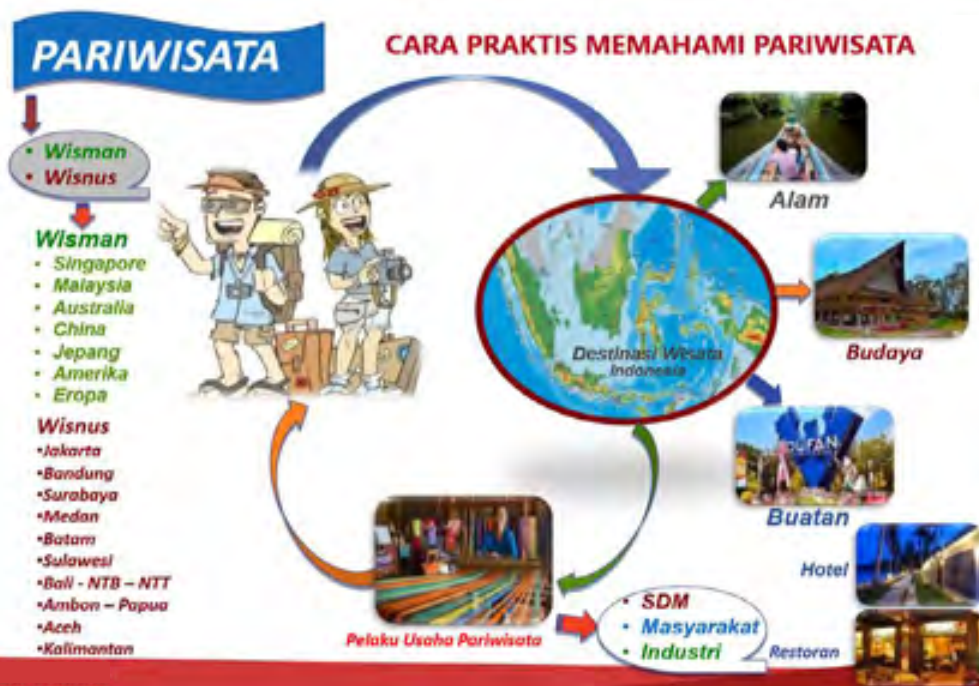 PARIWISATA
CARA PRAKTIS MEMAHAMI PARIWISATA
• Wisman
• Wisnus
Wisman
• Singapore
• Malaysia
• Australia
• China
• Jepang
• Amerika
• Eropa
Wisnus
•Jakarta
•Bandung
•Surabaya
•Medan
•Batam
•Sulawesi
•Bali - NTB – NTT
•Ambon – Papua
•Aceh
•Kalimantan
Destinasi Wisata
Indonesia
Alam
Budaya
DUFAN
Buatan
Hotel
Restoran
Pelaku Usaha Pariwisata
• SDM
• Masyarakat
• Industri